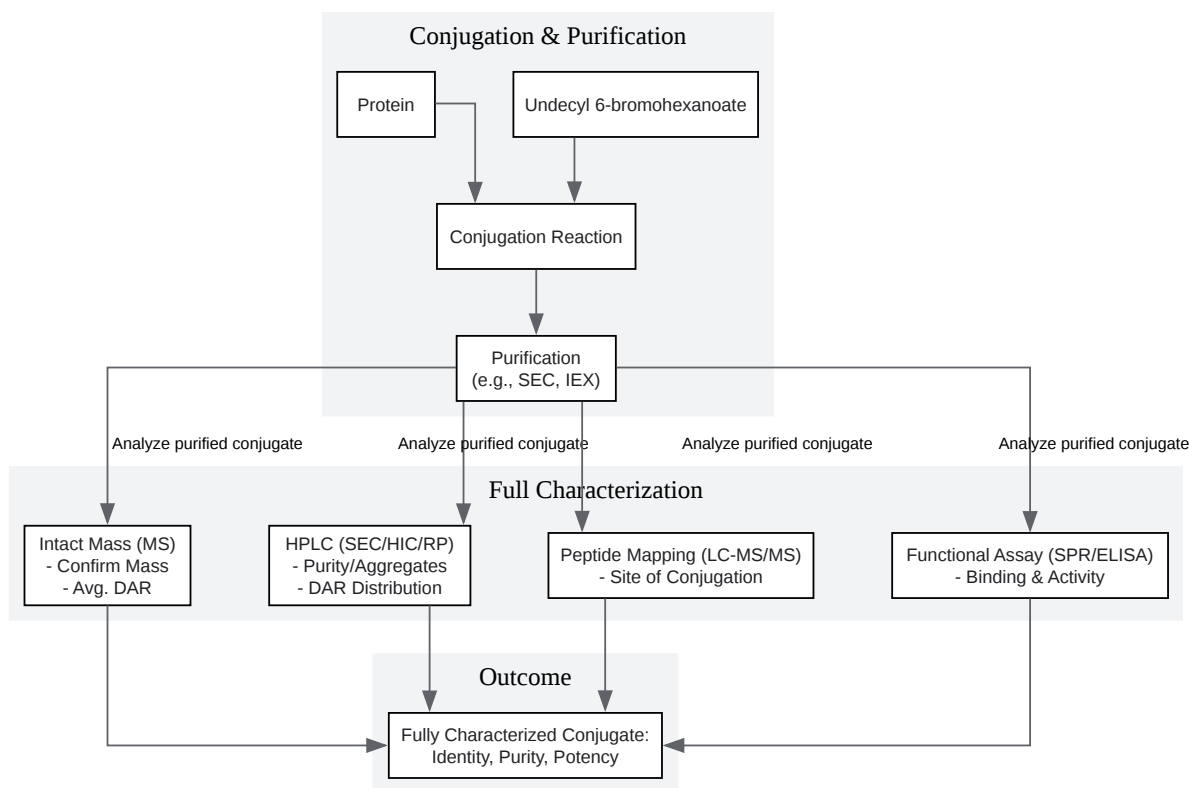 Conjugation & Purification
Protein
Undecyl 6-bromohexanoate
Conjugation Reaction
Purification
(e.g., SEC, IEX)
Analyze purified conjugate
Analyze purified conjugate
Analyze purified conjugate
Analyze purified conjugate
Full Characterization
Intact Mass (MS)
- Confirm Mass
- Avg. DAR
HPLC (SEC/HIC/RP)
- Purity/Aggregates
- DAR Distribution
Peptide Mapping (LC-MS/MS)
- Site of Conjugation
Functional Assay (SPR/ELISA)
- Binding & Activity
Outcome
Fully Characterized Conjugate:
Identity, Purity, Potency